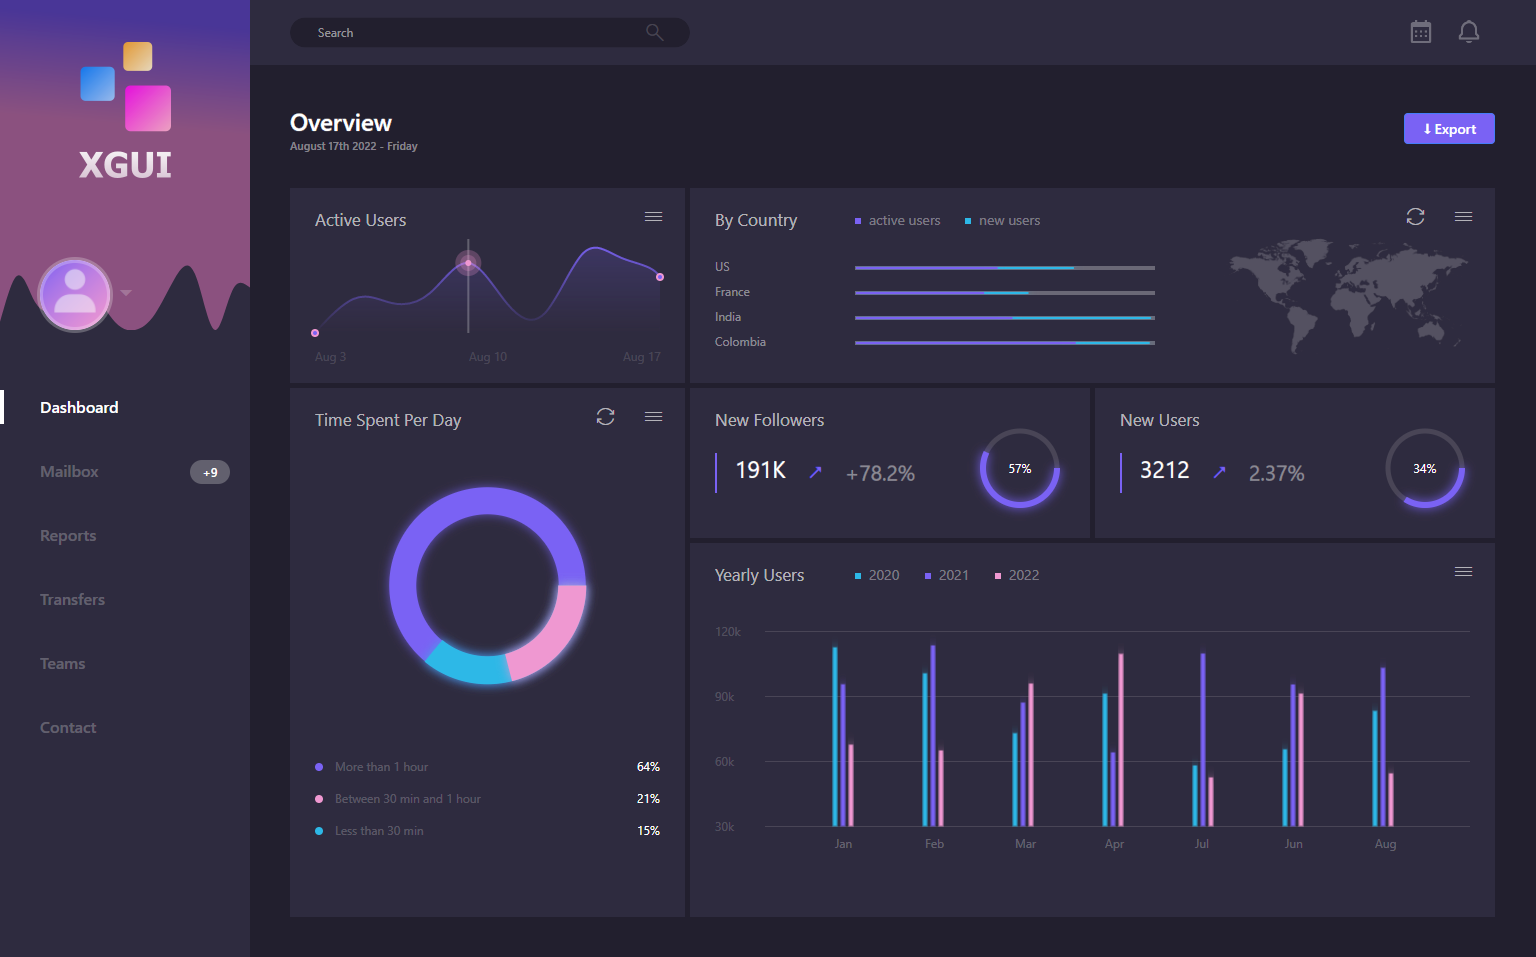 XGUI
Dashboard
Mailbox +9
Reports
Transfers
Teams
Contact
Search
Overview
August 17th 2022 - Friday
⬇ Export
Active Users
Aug 3 Aug 10 Aug 17
By Country active users new users
US
France
India
Colombia
Time Spent Per Day
More than 1 hour 64%
Between 30 min and 1 hour 21%
Less than 30 min 15%
New Followers
191K ↗ +78.2% 57%
New Users
3212 ↗ 2.37% 34%
Yearly Users 2020 2021 2022
120k
90k
60k
30k
Jan Feb Mar Apr Jul Jun Aug